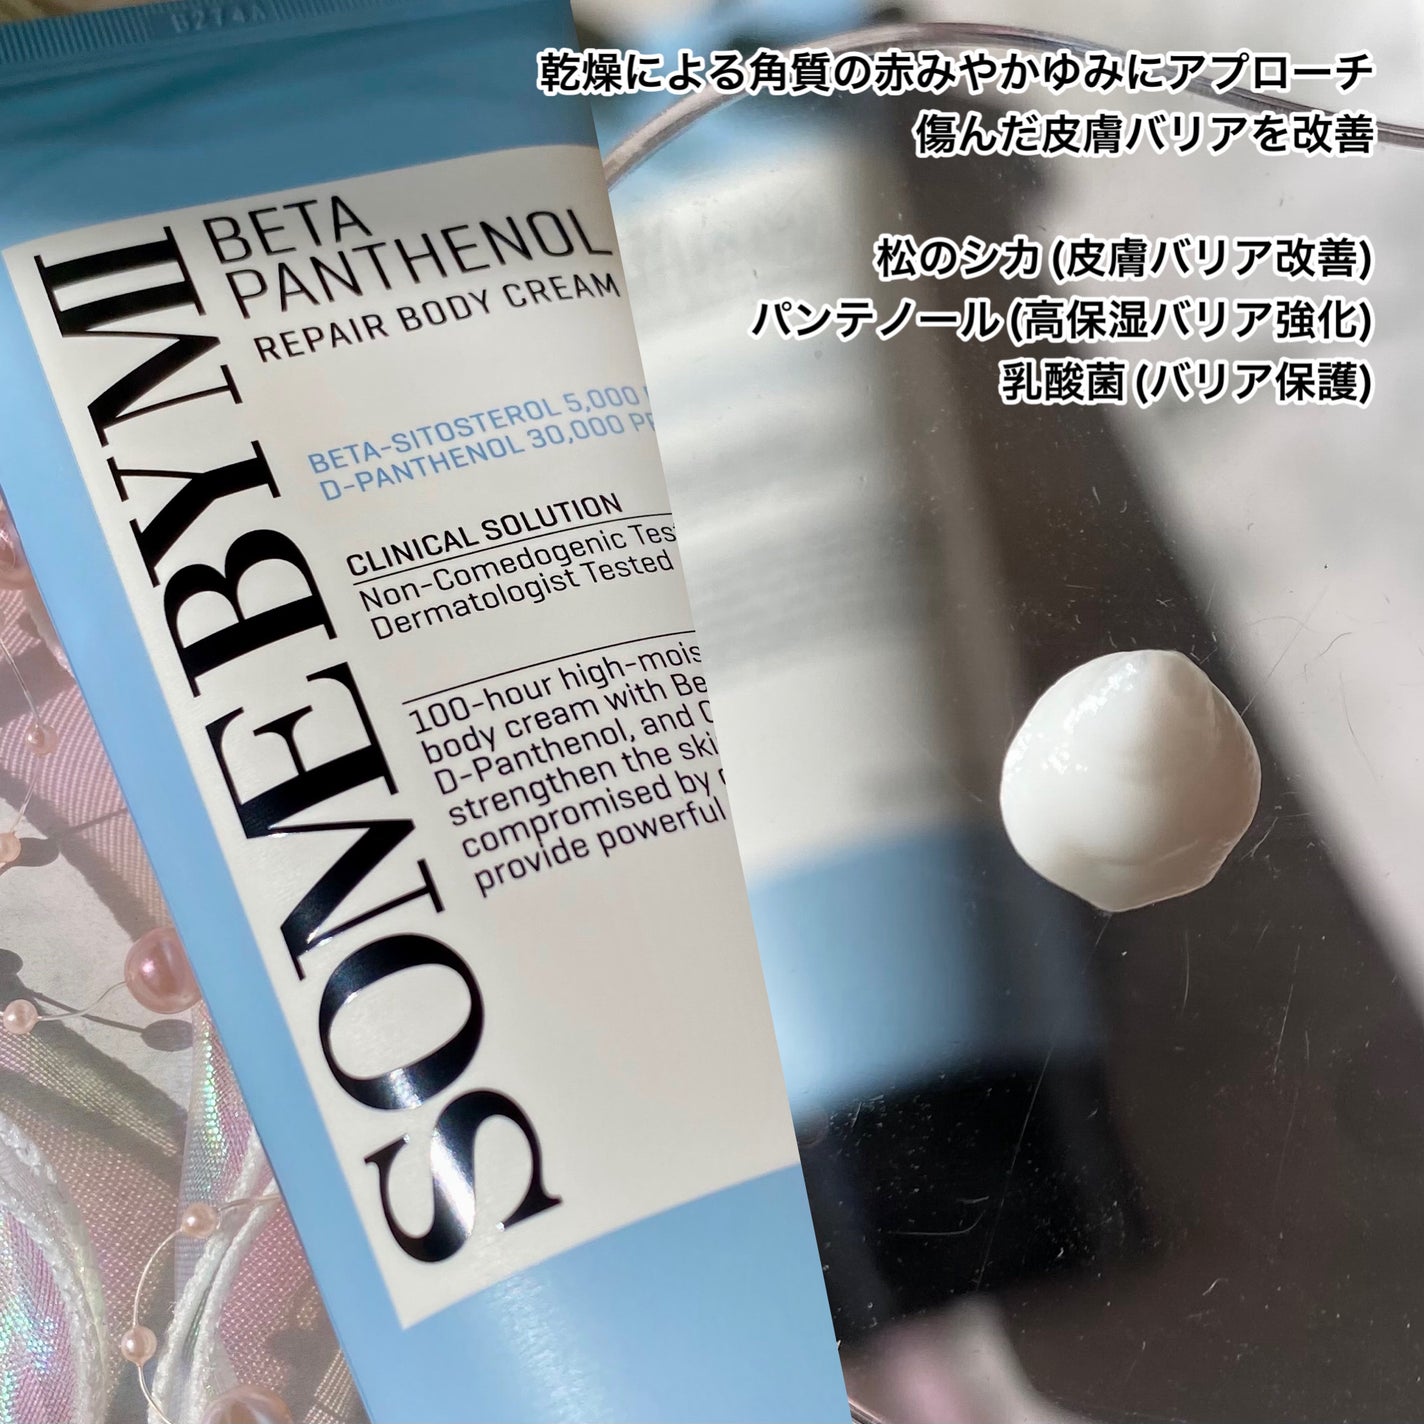 乾燥による角質の赤みやかゆみにアプローチ
傷んだ皮膚バリアを改善
松のシカ (皮膚バリア改善)
パンテノール (高保湿バリア強化)
乳酸菌 (バリア保護)
SOMEBYMI
BETA
PANTHENOL
REPAIR BODY CREAM
BETA-SITOSTEROL 5,000
D-PANTHENOL 30,000
CLINICAL SOLUTION
Non-Comedogenic Tes
Dermatologist Tested
100-hour high-mois
body cream with Be
D-Panthenol, and
strengthen the ski
compromised by
provide powerful